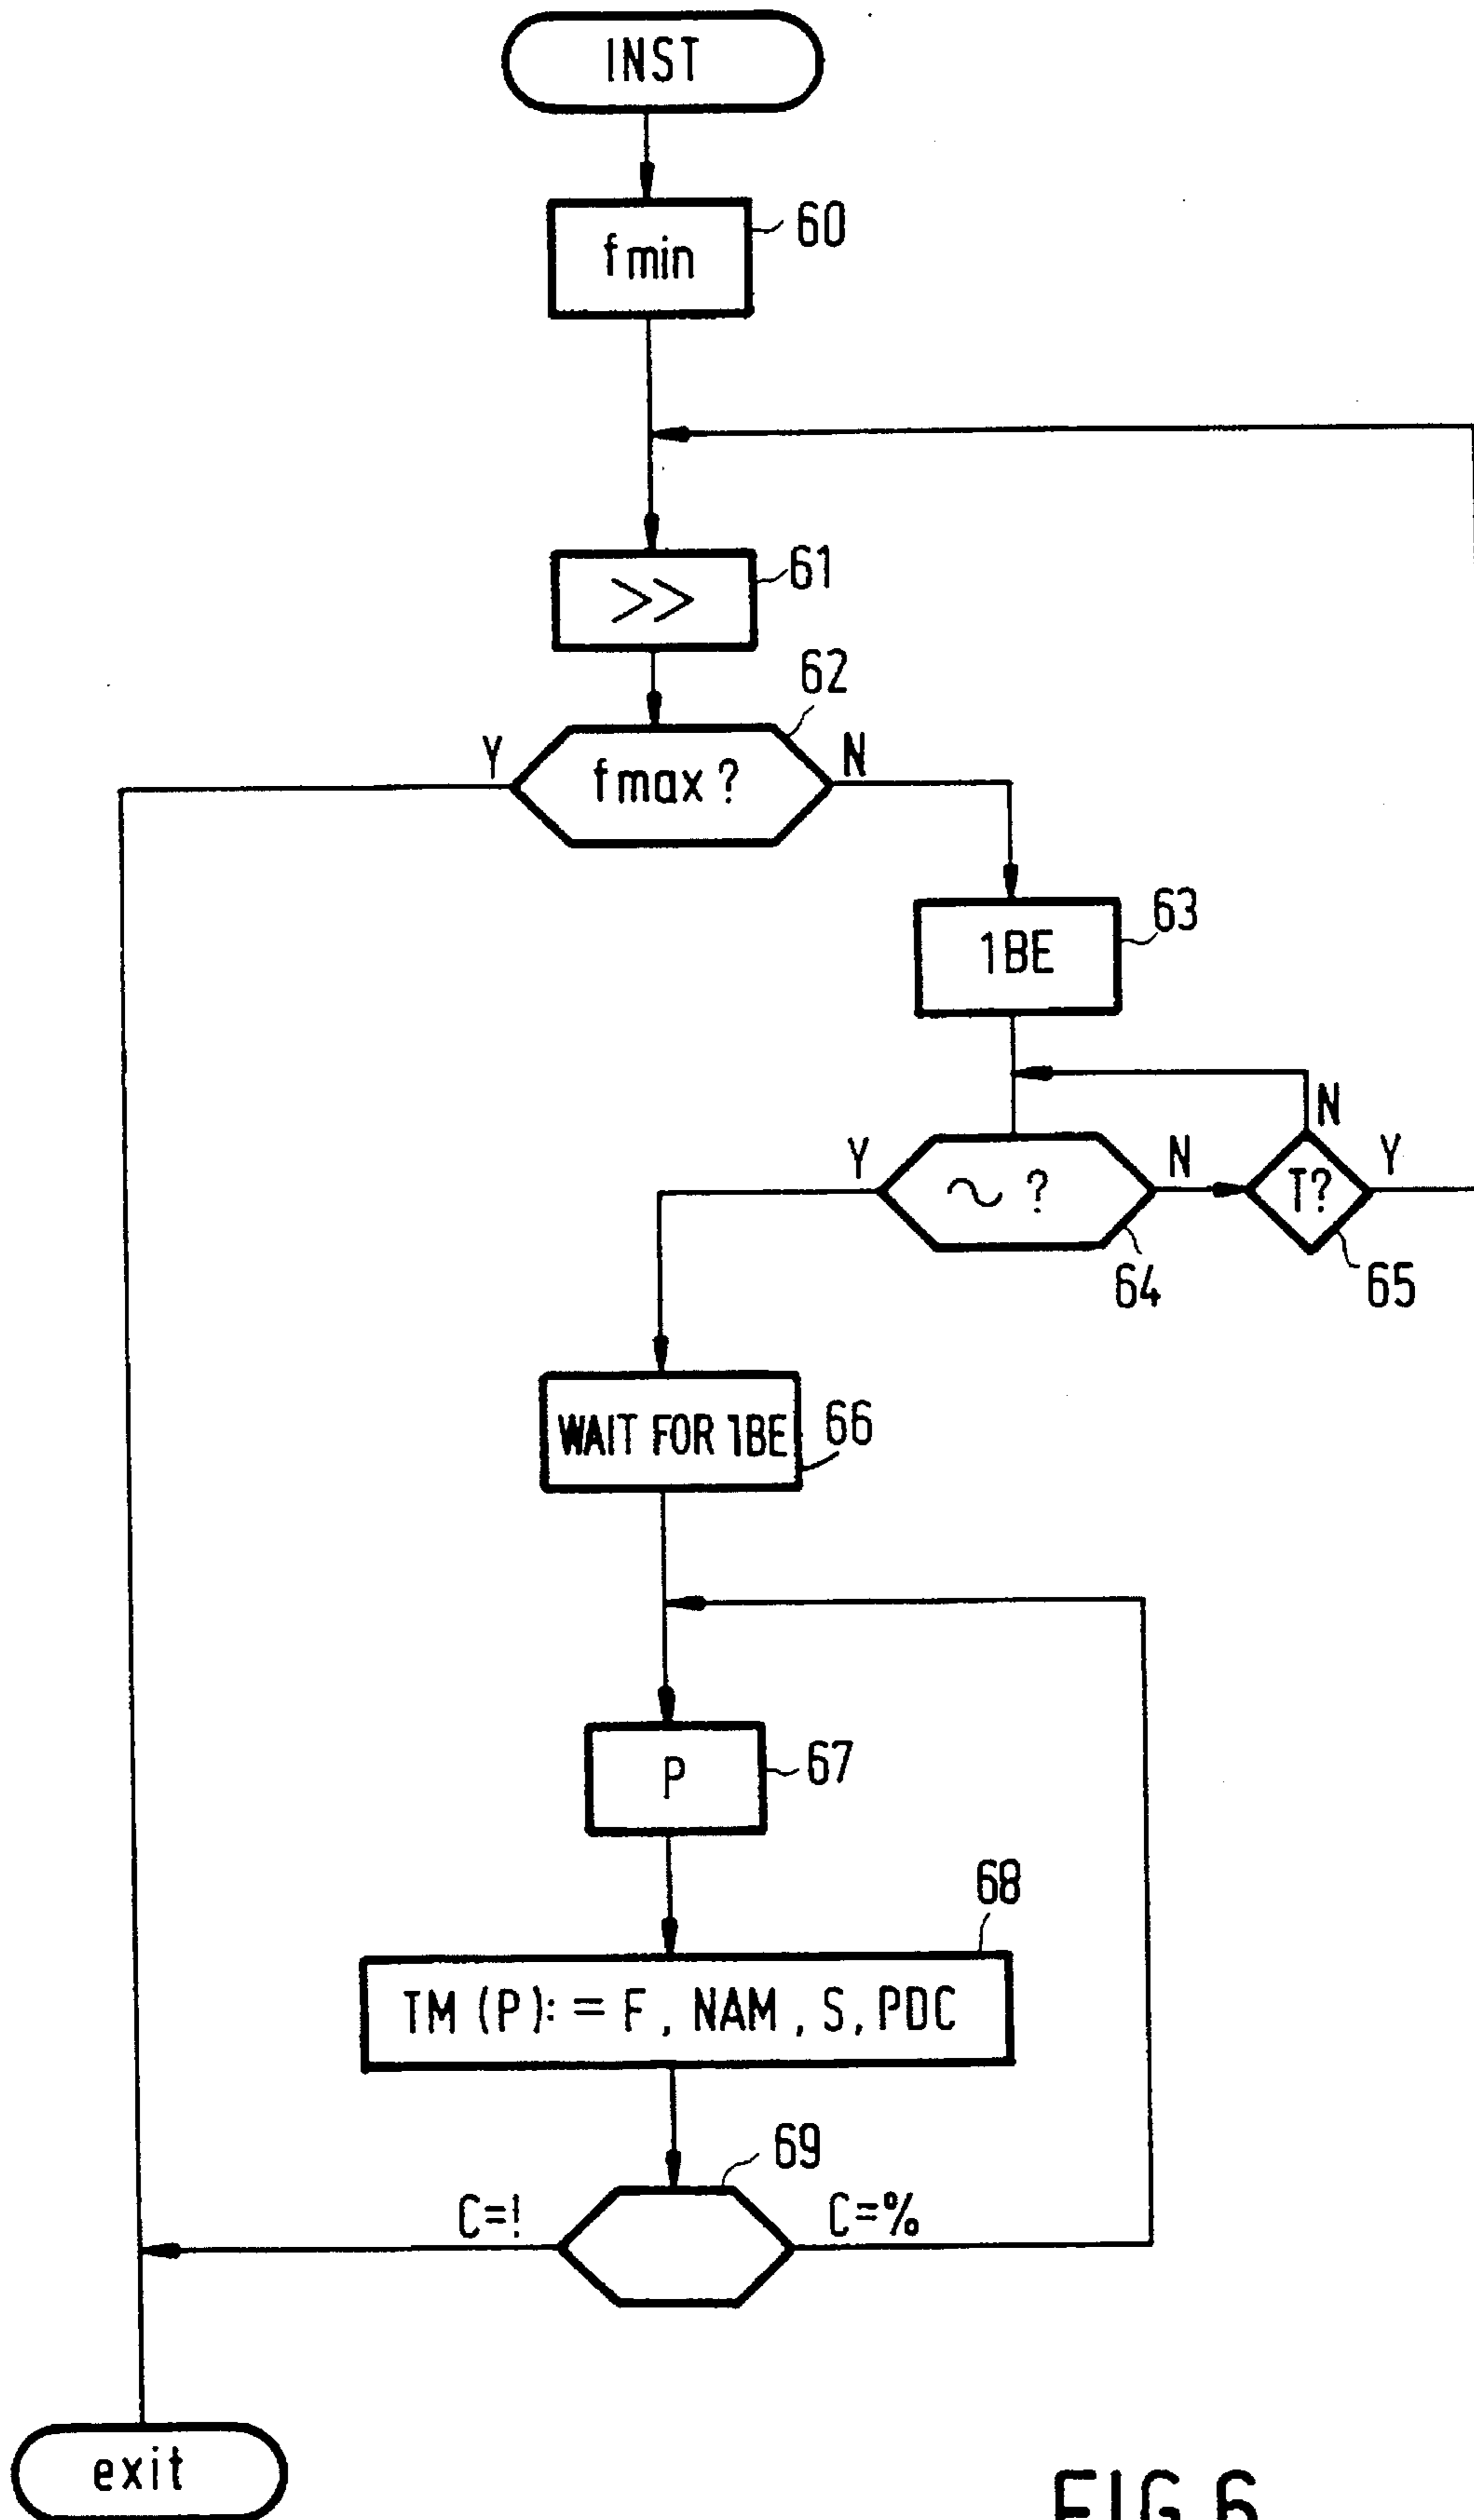 INST
60
fmin
61
>>
62
Y
N
fmax?
63
1BE
N
Y
N
Y
~ ?
T?
64
65
WAIT FOR 1BE
66
P
67
68
TM (P): = F, NAM, S, PDC
69
C=!
C=%
exit
FIG.6